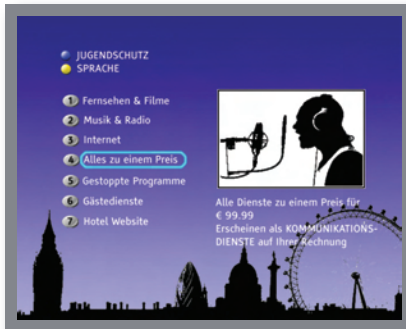 JUGENDSCHUTZ
SPRACHE
1 Fernsehen & Filme
2 Musik & Radio
3 Internet
4 Alles zu einem Preis
5 Gestoppte Programme
6 Gästedienste
7 Hotel Website
Alle Dienste zu einem Preis für
€ 99.99
Erscheinen als KOMMUNIKATIONS-
DIENSTE auf Ihrer Rechnung